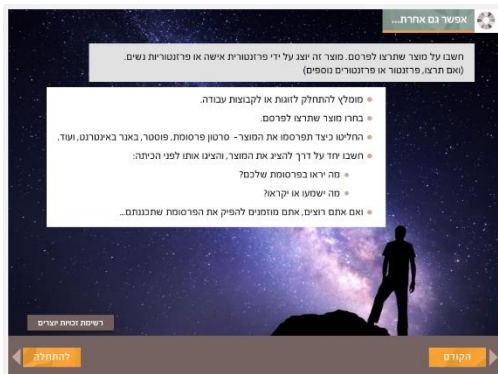 אפשר גם אחרת...
חשבו על מוצר שתרצו לפרסם. מוצר זה יוצג על ידי פרזנטורית אישה או פרזנטוריות נשים.
(ואם תרצו, פרזנטור או פרזנטורים נוספים)
מומלץ להתחלק לזוגות או לקבוצות עבודה.
בחרו מוצר שתרצו לפרסם.
החליטו כיצד תפרסמו את המוצר - סרטון פרסומת, פוסטר, באנר באינטרנט, ועוד.
חשבו יחד על דרך להציג את המוצר, והציגו אותו לפני הכיתה:
מה יראו בפרסומת שלכם?
מה ישמעו או יקראו?
ואם אתם רוצים, אתם מוזמנים להפיק את הפרסומת שתכננתם...
רשימת זכויות יוצרים
הקודם
להתחלה